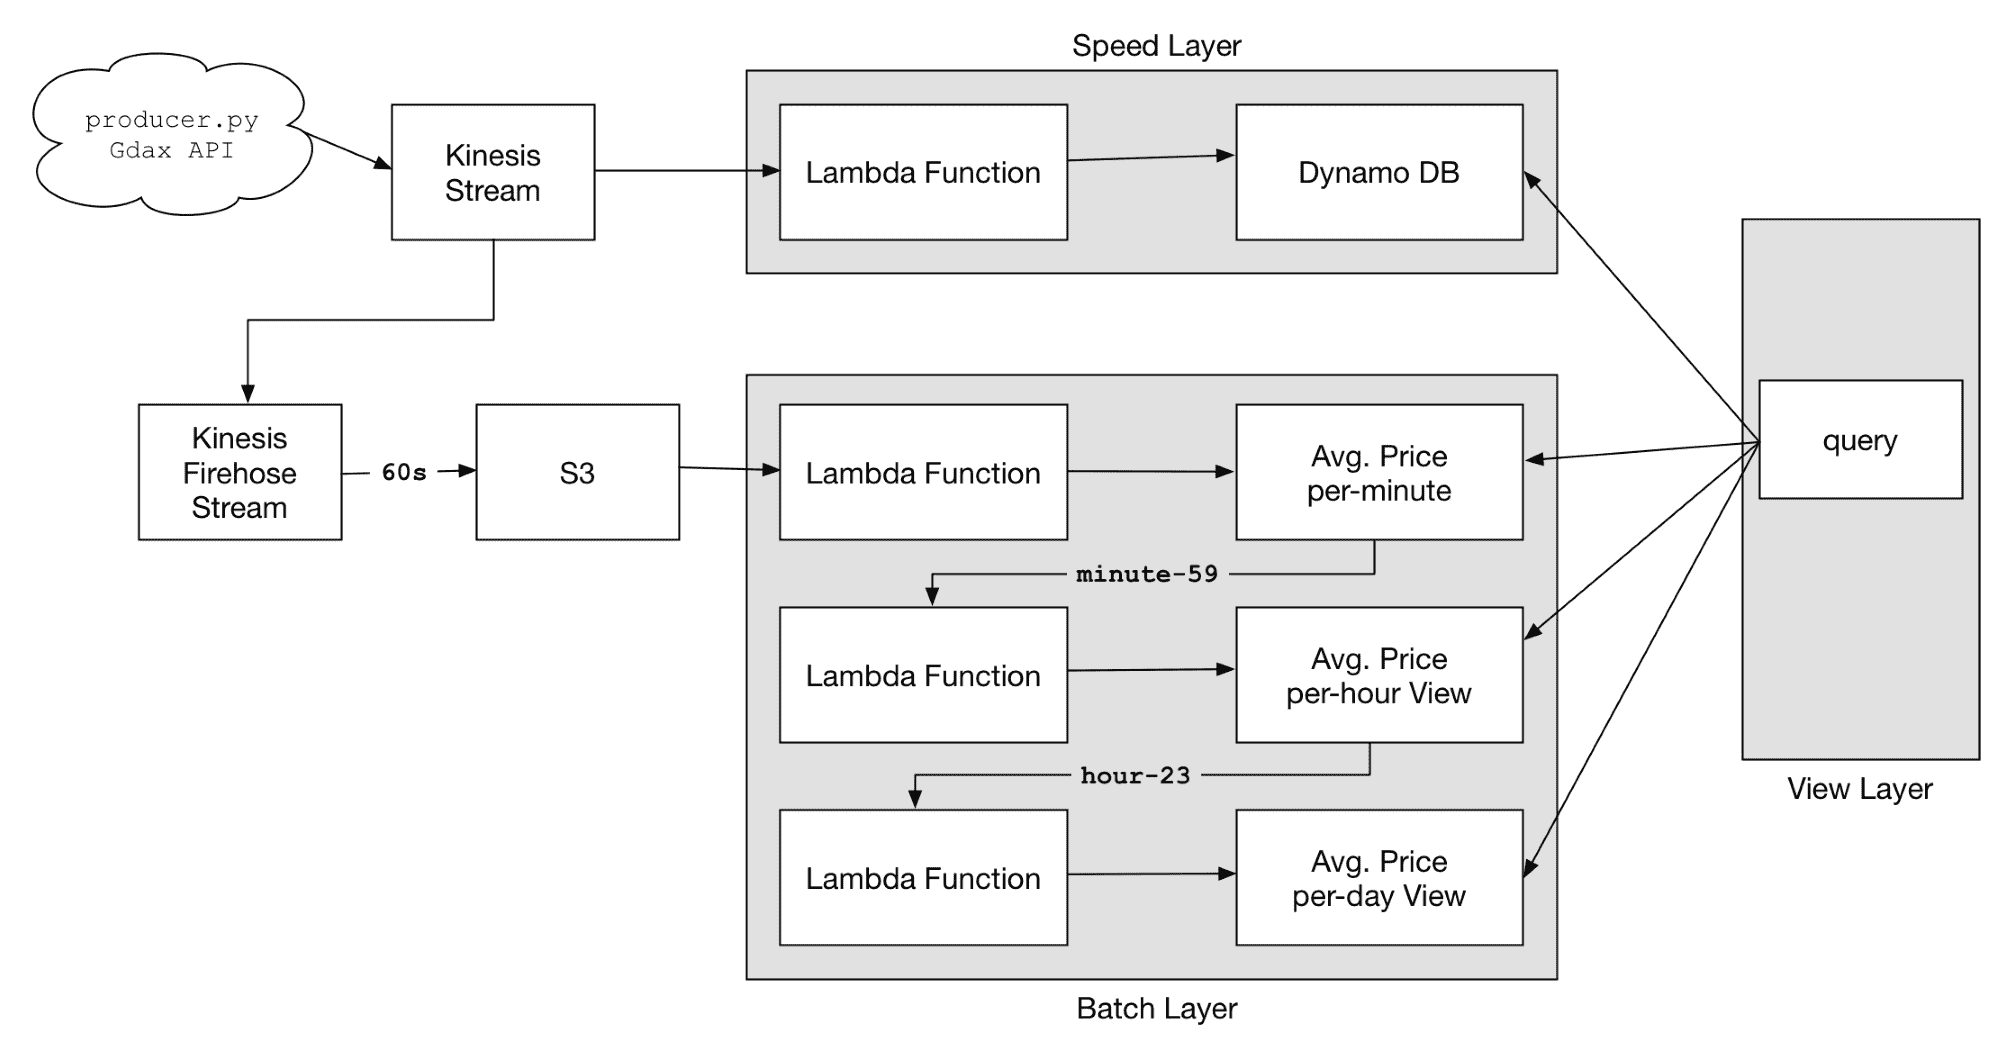 Speed Layer
producer.py
Gdax API
Kinesis
Stream
Lambda Function
Dynamo DB
Kinesis
Firehose
Stream
60s
S3
Lambda Function
Avg. Price
per-minute
query
minute-59
Lambda Function
Avg. Price
per-hour View
hour-23
View Layer
Lambda Function
Avg. Price
per-day View
Batch Layer